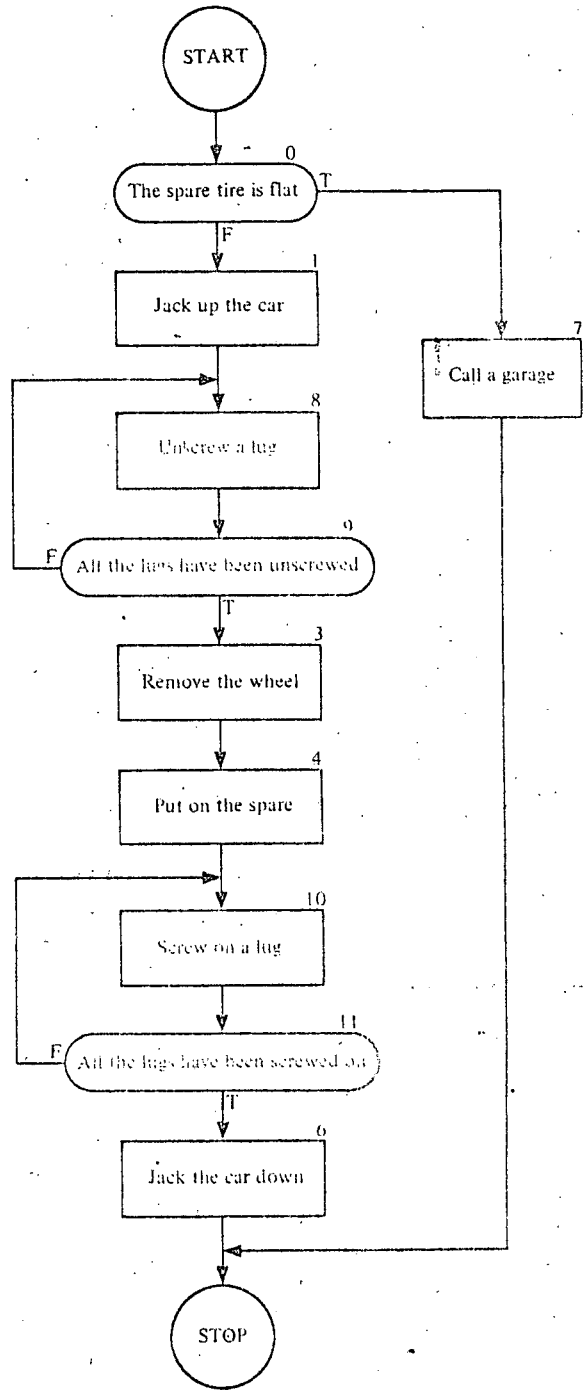 START
0
The spare tire is flat
T
F
1
Jack up the car
7
Call a garage
8
Unscrew a lug
9
F
All the lugs have been unscrewed
T
3
Remove the wheel
4
Put on the spare
10
Screw on a lug
11
F
All the lugs have been screwed on
T
6
Jack the car down
STOP